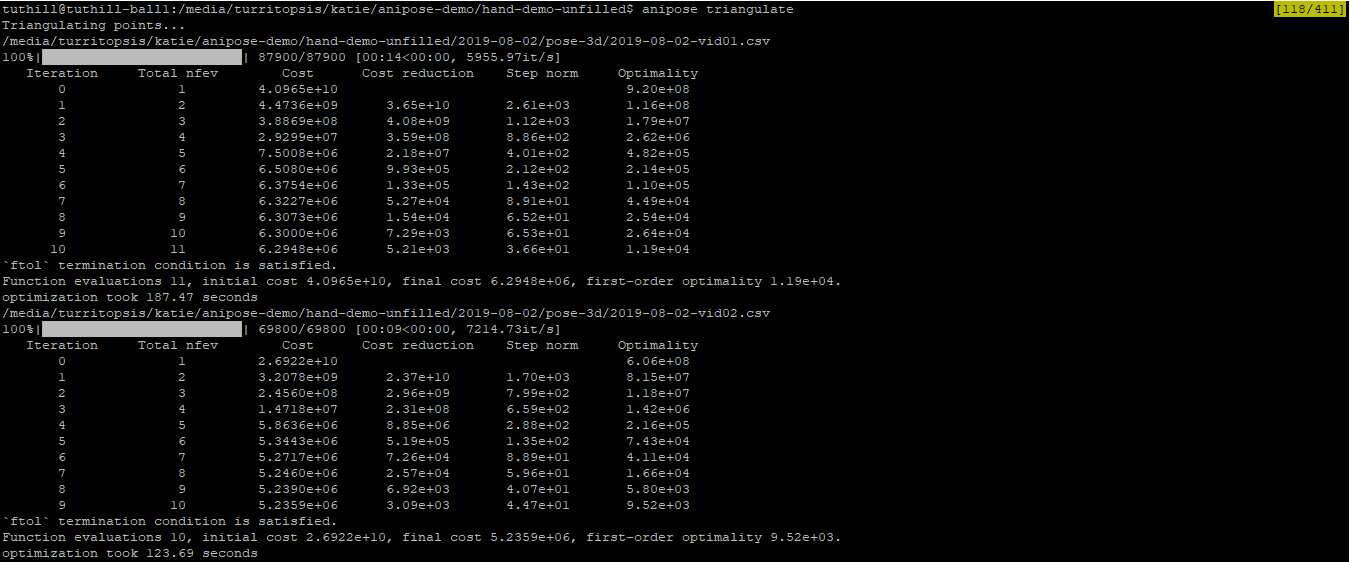 tuthill@tuthill-ball1:/media/turritopsis/katie/anipose-demo/hand-demo-unfilled$ anipose triangulate [118/411]
Triangulating points...
/media/turritopsis/katie/anipose-demo/hand-demo-unfilled/2019-08-02/pose-3d/2019-08-02-vid01.csv
100%| | 87900/87900 [00:14<00:00, 5955.97it/s]
Iteration Total nfev Cost Cost reduction Step norm Optimality
0 1 4.0965e+10 9.20e+08
1 2 4.4736e+09 3.65e+10 2.61e+03 1.16e+08
2 3 3.8869e+08 4.08e+09 1.12e+03 1.79e+07
3 4 2.9299e+07 3.59e+08 8.86e+02 2.62e+06
4 5 7.5008e+06 2.18e+07 4.01e+02 4.82e+05
5 6 6.5080e+06 9.93e+05 2.12e+02 2.14e+05
6 7 6.3754e+06 1.33e+05 1.43e+02 1.10e+05
7 8 6.3227e+06 5.27e+04 8.91e+01 4.49e+04
8 9 6.3073e+06 1.54e+04 6.52e+01 2.54e+04
9 10 6.3000e+06 7.29e+03 6.53e+01 2.64e+04
10 11 6.2948e+06 5.21e+03 3.66e+01 1.19e+04
`ftol` termination condition is satisfied.
Function evaluations 11, initial cost 4.0965e+10, final cost 6.2948e+06, first-order optimality 1.19e+04.
optimization took 187.47 seconds
/media/turritopsis/katie/anipose-demo/hand-demo-unfilled/2019-08-02/pose-3d/2019-08-02-vid02.csv
100%| | 69800/69800 [00:09<00:00, 7214.73it/s]
Iteration Total nfev Cost Cost reduction Step norm Optimality
0 1 2.6922e+10 6.06e+08
1 2 3.2078e+09 2.37e+10 1.70e+03 8.15e+07
2 3 2.4560e+08 2.96e+09 7.99e+02 1.18e+07
3 4 1.4718e+07 2.31e+08 6.59e+02 1.42e+06
4 5 5.8636e+06 8.85e+06 2.88e+02 2.16e+05
5 6 5.3443e+06 5.19e+05 1.35e+02 7.43e+04
6 7 5.2717e+06 7.26e+04 8.89e+01 4.11e+04
7 8 5.2460e+06 2.57e+04 5.96e+01 1.66e+04
8 9 5.2390e+06 6.92e+03 4.07e+01 5.80e+03
9 10 5.2359e+06 3.09e+03 4.47e+01 9.52e+03
`ftol` termination condition is satisfied.
Function evaluations 10, initial cost 2.6922e+10, final cost 5.2359e+06, first-order optimality 9.52e+03.
optimization took 123.69 seconds